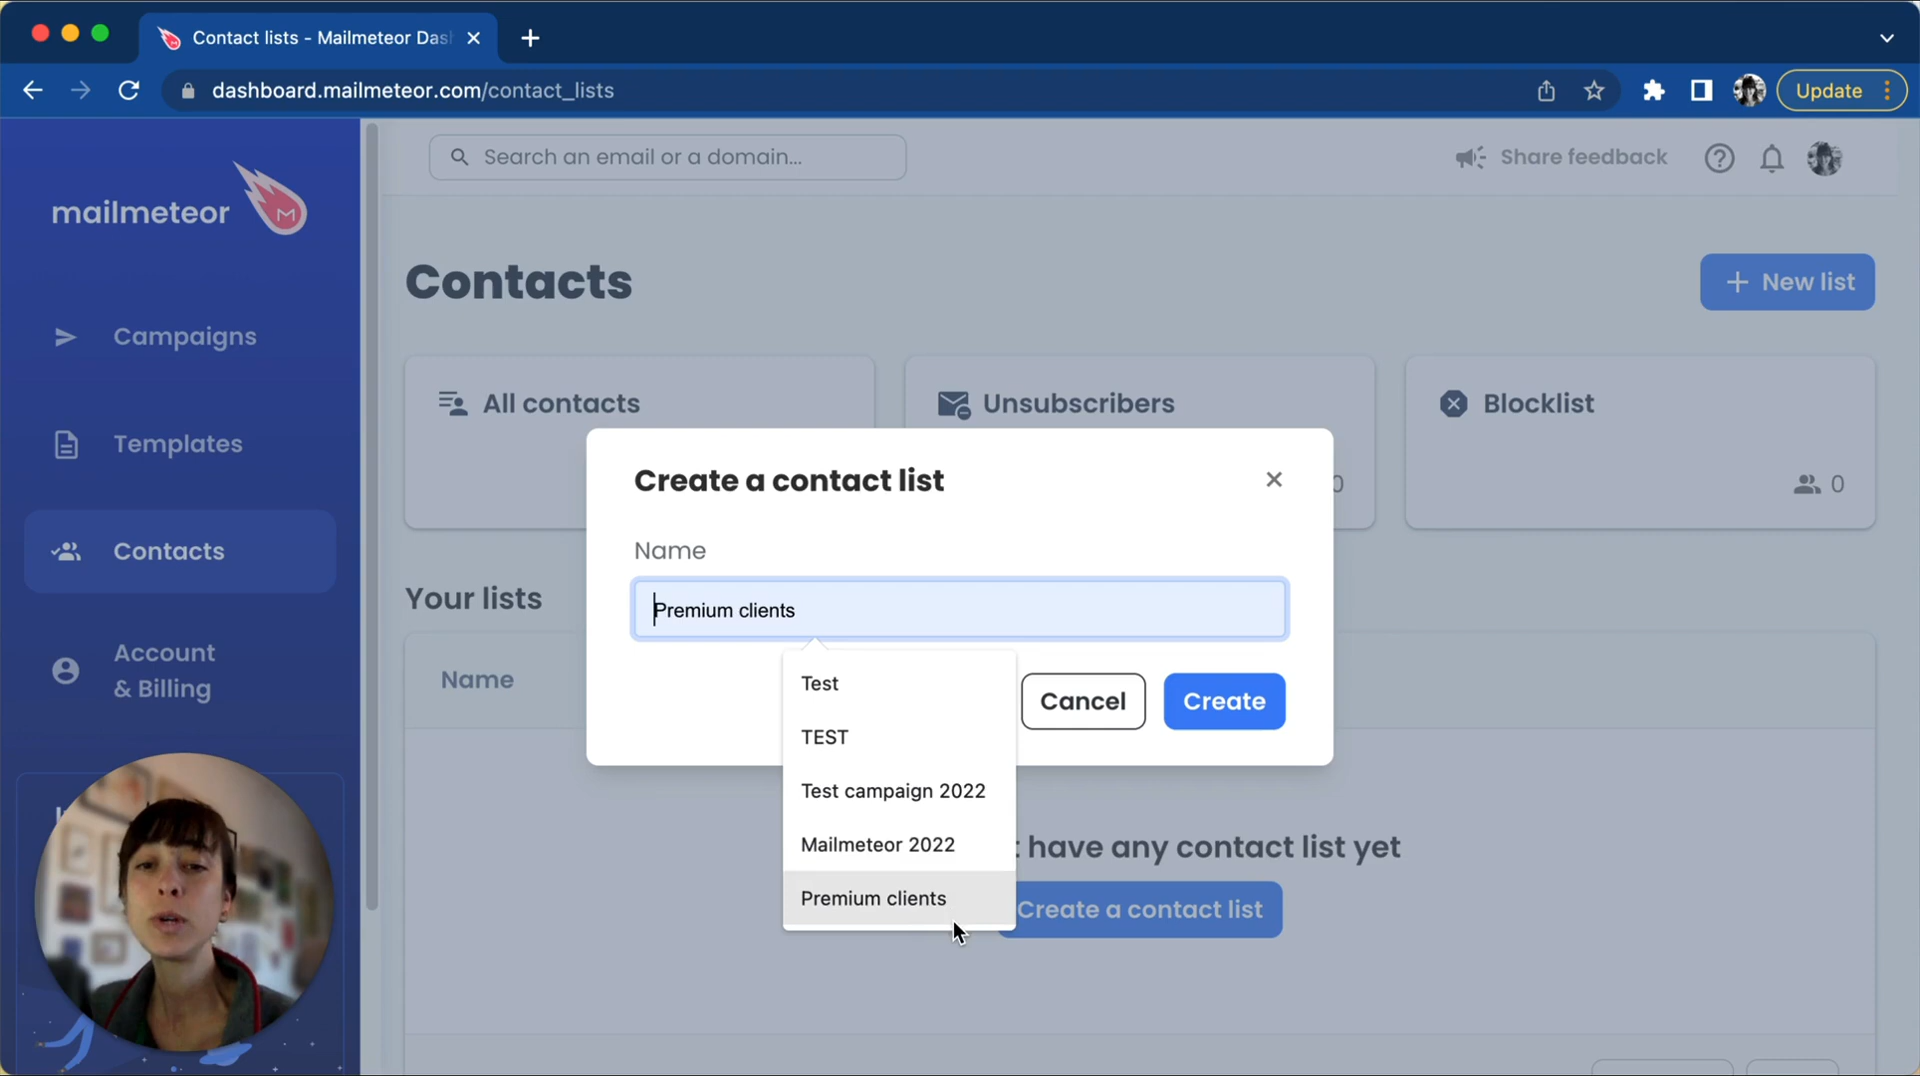 Contact lists - Mailmeteor Das
dashboard.mailmeteor.com/contact_lists
Update
mailmeteor
M
Search an email or a domain...
Share feedback
Contacts
New list
Campaigns
Templates
Contacts
Account
& Billing
All contacts
Unsubscribers
0
Blocklist
0
Create a contact list
Name
Premium clients
Test
TEST
Test campaign 2022
Mailmeteor 2022
Premium clients
Cancel
Create
Your lists
Name
have any contact list yet
Create a contact list